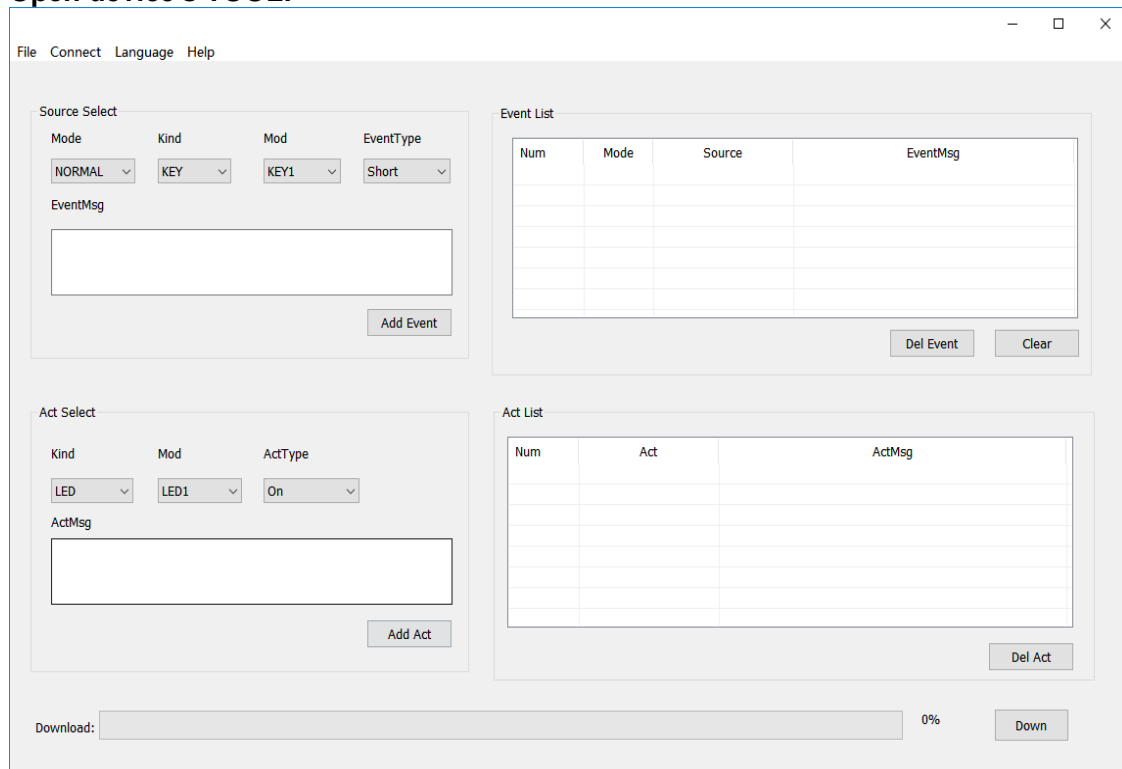 File Connect Language Help
Source Select
Mode Kind Mod EventType
NORMAL KEY KEY1 Short
EventMsg
Add Event
Event List
Num Mode Source EventMsg
Del Event Clear
Act Select
Kind Mod ActType
LED LED1 On
ActMsg
Add Act
Act List
Num Act ActMsg
Del Act
Download: 0% Down